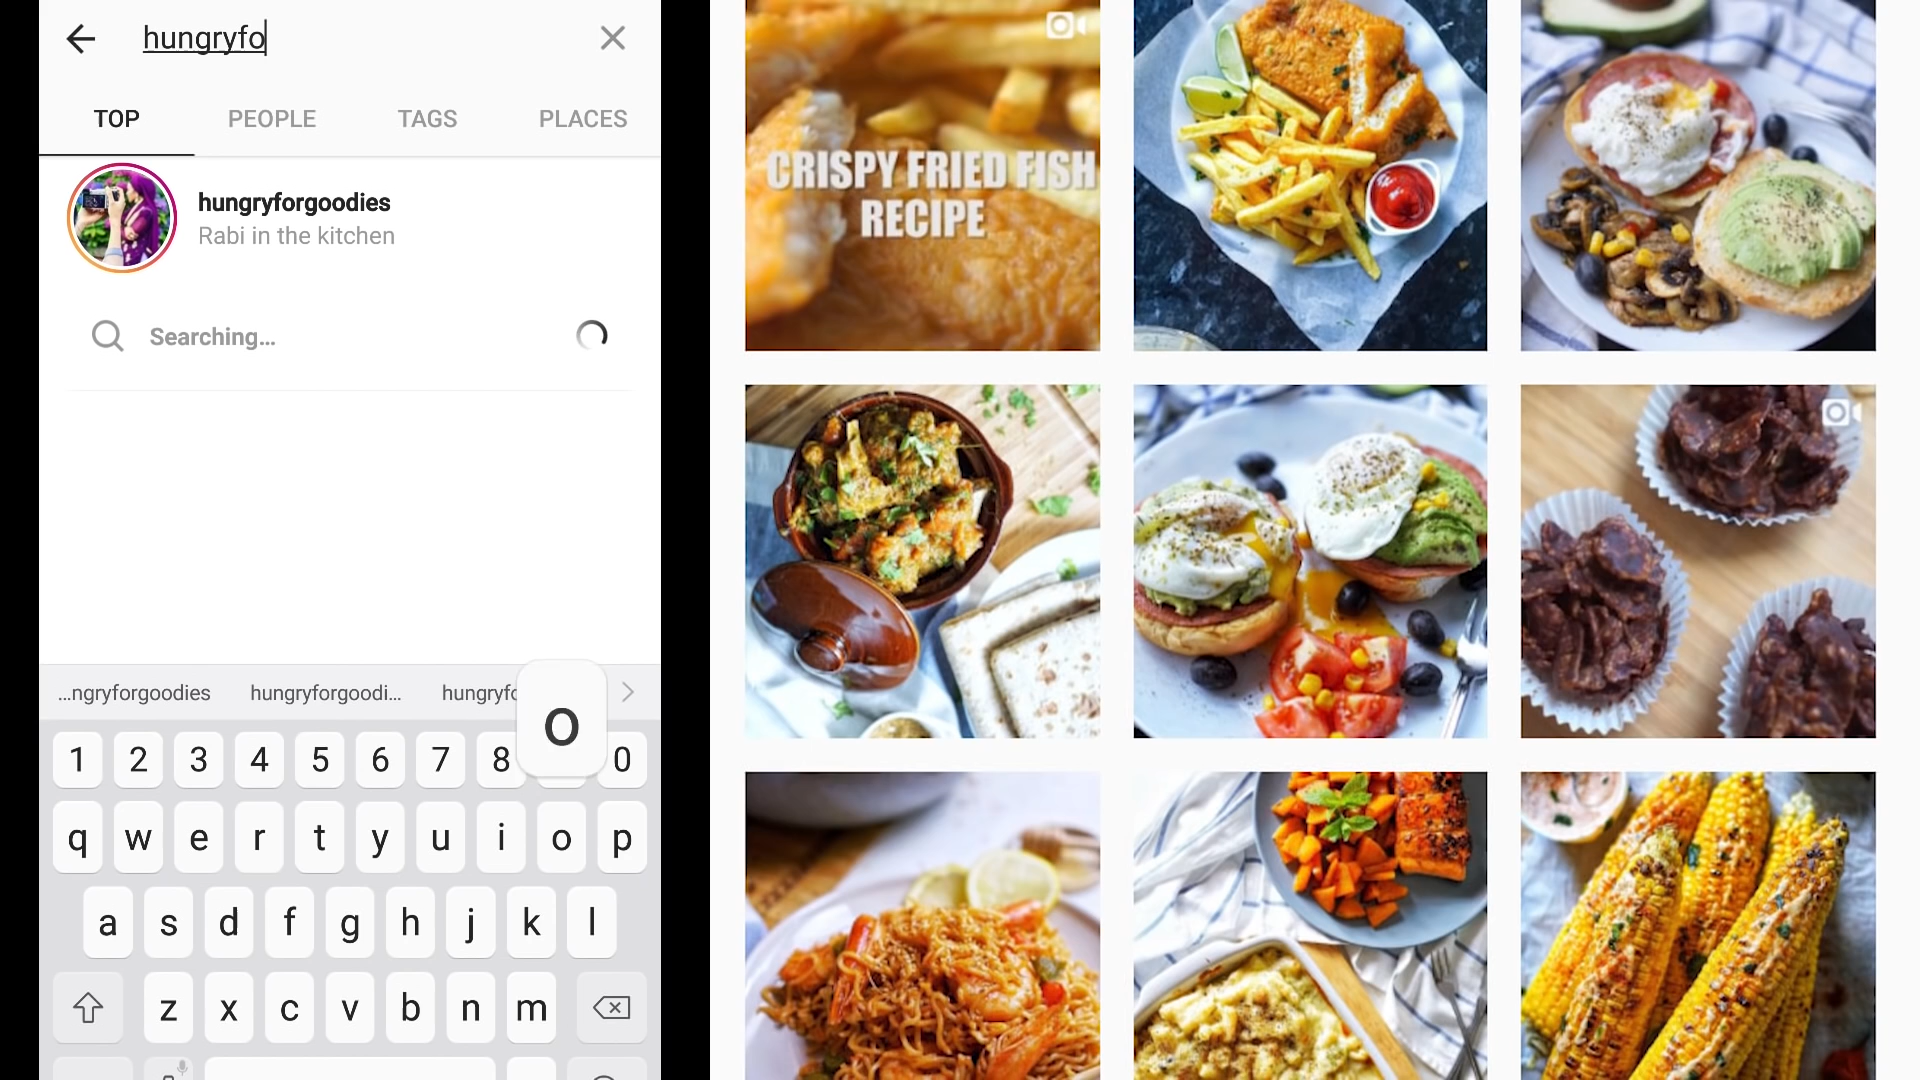 hungryfo
TOP PEOPLE TAGS PLACES
hungryforgoodies
Rabi in the kitchen
Searching...
...ngryforgoodies hungryforgoodi... hungryfo
o
1 2 3 4 5 6 7 8 0
q w e r t y u i o p
a s d f g h j k l
z x c v b n m
CRISPY FRIED FISH
RECIPE